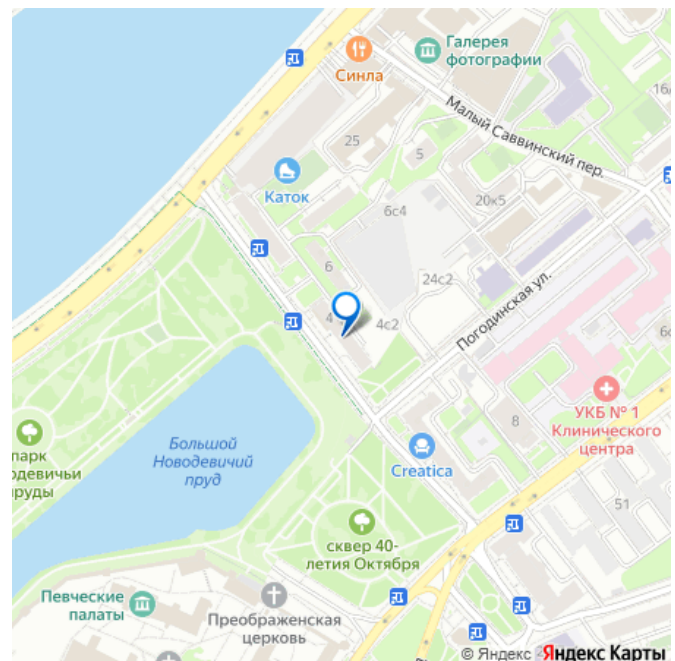 Галерея
фотографии
Синла
Малый Саввинский пер.
16
25
5
Каток
20к5
6с4
6
24с2
Погодинская ул.
4
4с2
6с
УКБ № 1
Клинического
центра
8
Большой
Новодевичий
пруд
парк
одевичьи
пруды
Creatica
51
сквер 40-
летия Октября
Певческие
палаты
Преображенская
церковь
© Яндекс
Яндекс Карты